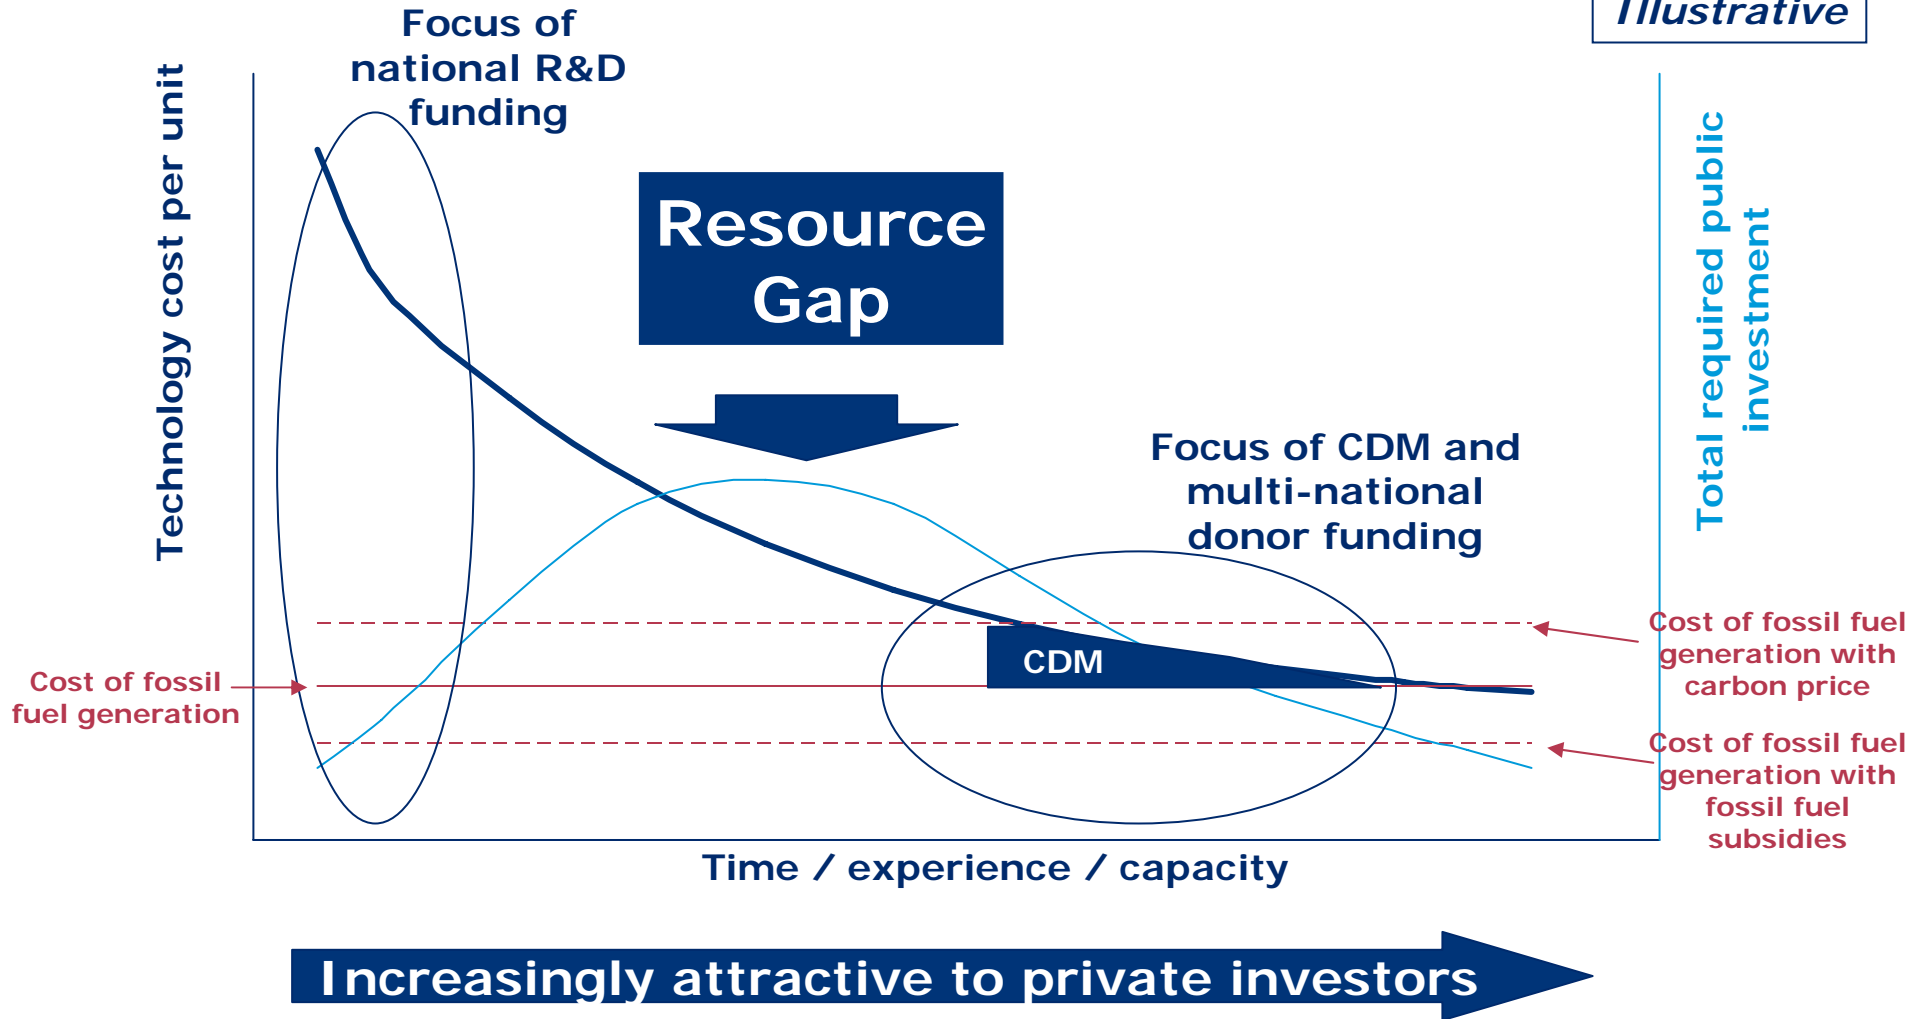 Illustrative
Focus of
national R&D
funding
Technology cost per unit
Resource
Gap
Total required public
investment
Focus of CDM and
multi-national
donor funding
CDM
Cost of fossil
fuel generation
Cost of fossil fuel
generation with
carbon price
Cost of fossil fuel
generation with
fossil fuel
subsidies
Time / experience / capacity
Increasingly attractive to private investors